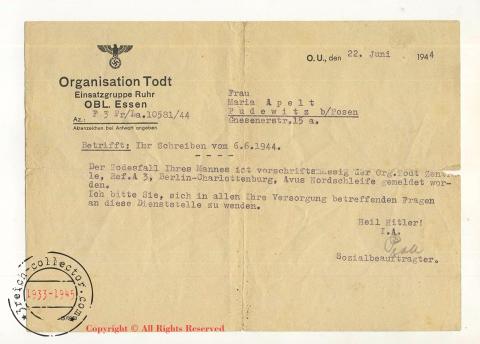 Organisation Todt
Einsatzgruppe Ruhr
OBL. Essen
Az.: F 3 Pr/La.10581/44
Aktenzeichen bei Antwort angeben
O. U., den 22. Juni 1944
Frau
Maria Apelt
Pudewitz b/Posen
Gnesenerstr.15 a.
Betrifft: Ihr Schreiben vom 6.6.1944.
- - - -
Der Todesfall Ihres Mannes ist vorschriftsmässig der Org.Todt Zentra-
le, Ref.A 3, Berlin-Charlottenburg, Avus Nordschleife gemeldet wor-
den.
Ich bitte Sie, sich in allen Ihre Versorgung betreffenden Fragen
an diese Dienststelle zu wenden.
Heil Hitler!
I.A.
Sozialbeauftragter.
3reich-collector.com
1933-1945
Copyright © All Rights Reserved